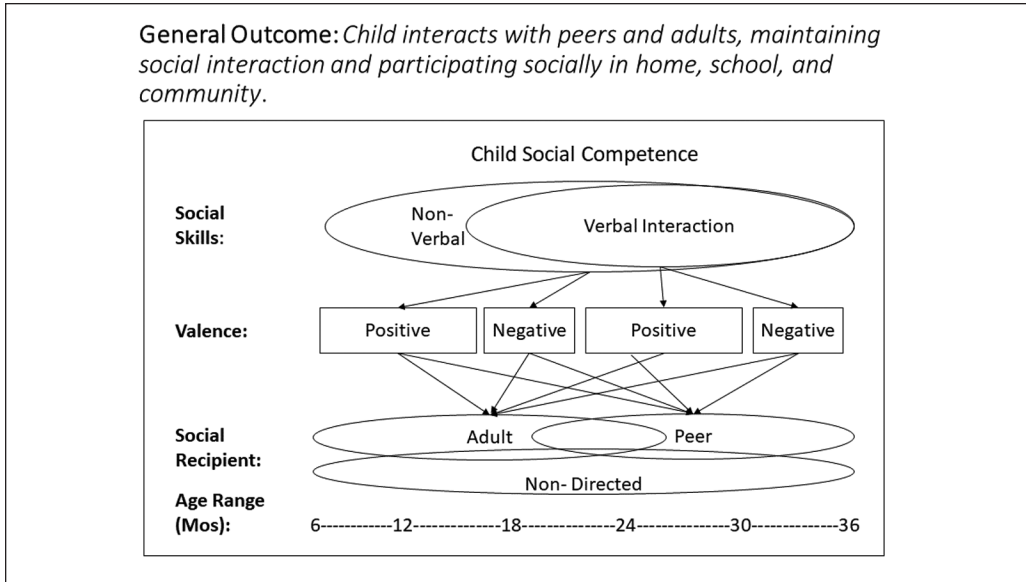 General Outcome: Child interacts with peers and adults, maintaining
social interaction and participating socially in home, school, and
community.
Child Social Competence
Social
Skills:
Non-
Verbal
Verbal Interaction
Valence:
Positive
Negative
Positive
Negative
Social
Recipient:
Adult
Peer
Non- Directed
Age Range
(Mos):
6------------12--------------18----------------24----------------30--------------36